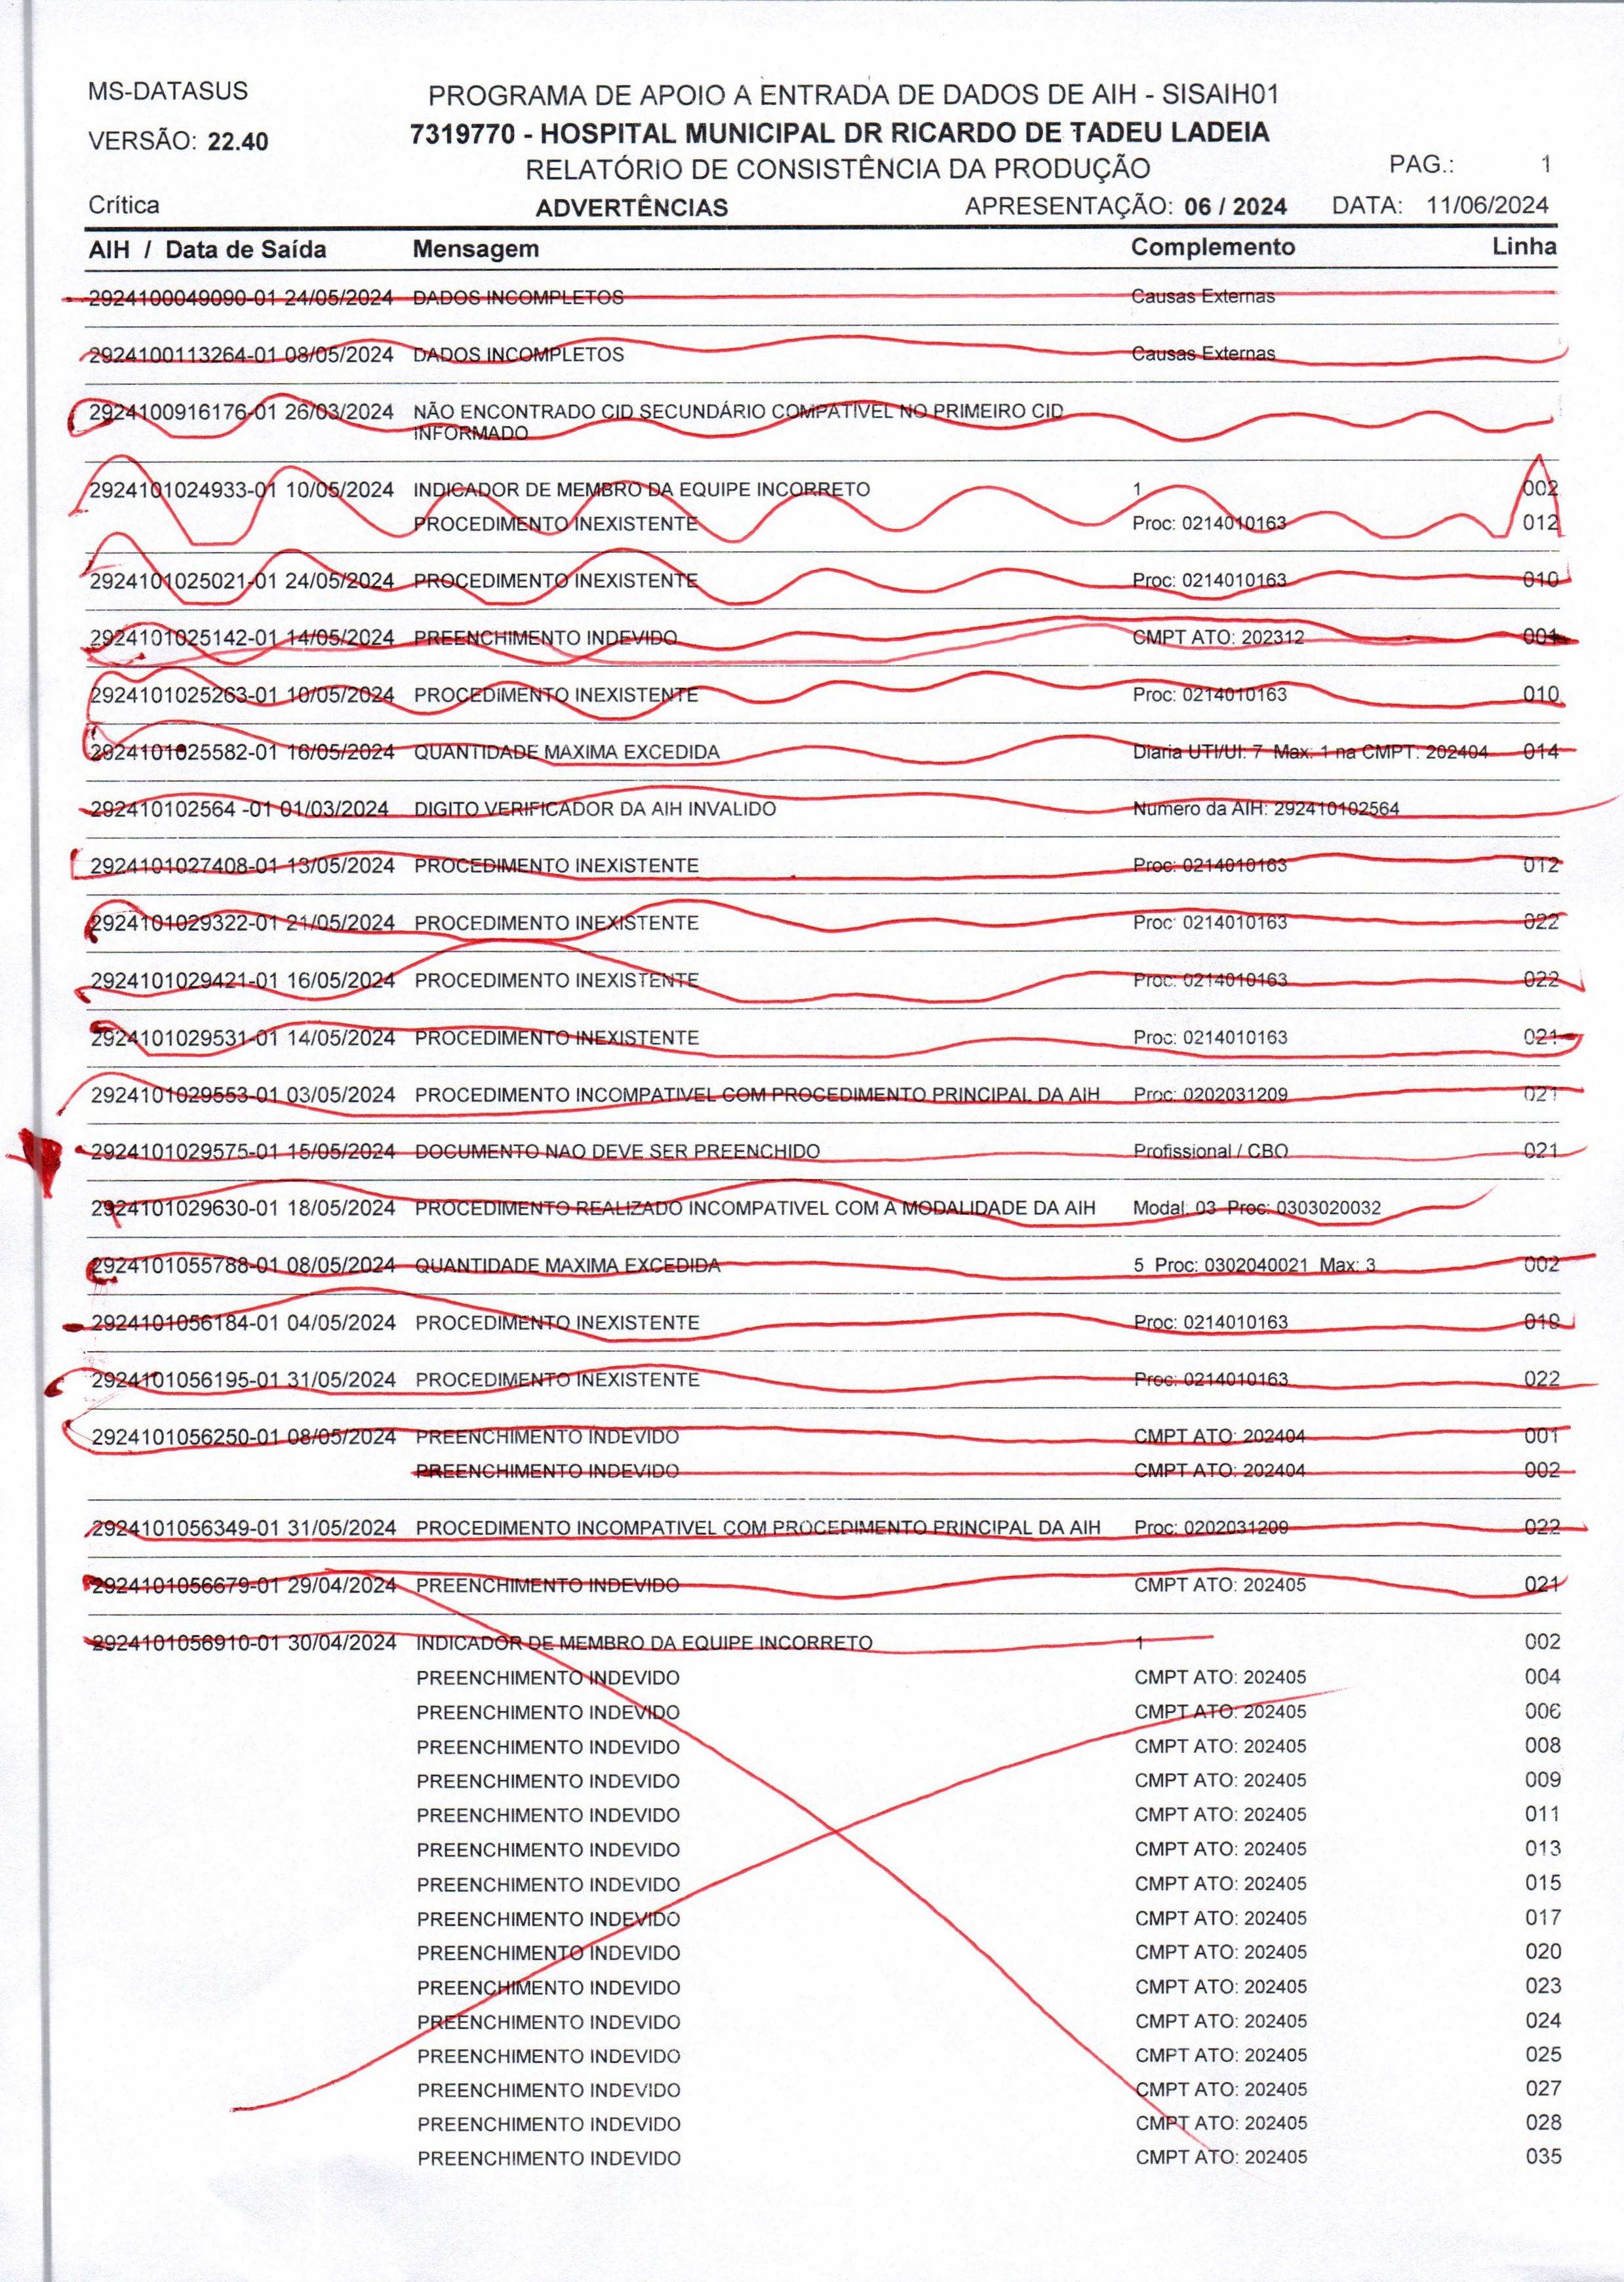 MS-DATASUS PROGRAMA DE APOIO A ENTRADA DE DADOS DE AIH - SISAIH01
VERSÃO: 22.40 7319770 - HOSPITAL MUNICIPAL DR RICARDO DE TADEU LADEIA
RELATÓRIO DE CONSISTÊNCIA DA PRODUÇÃO PAG.: 1
Crítica ADVERTÊNCIAS APRESENTAÇÃO: 06 / 2024 DATA: 11/06/2024
AIH / Data de Saída Mensagem Complemento Linha
2924100049090-01 24/05/2024 DADOS INCOMPLETOS Causas Externas
2924100113264-01 08/05/2024 DADOS INCOMPLETOS Causas Externas
2924100916176-01 26/03/2024 NÃO ENCONTRADO CID SECUNDÁRIO COMPATÍVEL NO PRIMEIRO CID
INFORMADO
2924101024933-01 10/05/2024 INDICADOR DE MEMBRO DA EQUIPE INCORRETO 1 002
PROCEDIMENTO INEXISTENTE Proc: 0214010163 012
2924101025021-01 24/05/2024 PROCEDIMENTO INEXISTENTE Proc: 0214010163 010
2924101025142-01 14/05/2024 PREENCHIMENTO INDEVIDO CMPT ATO: 202312 001
2924101025263-01 10/05/2024 PROCEDIMENTO INEXISTENTE Proc: 0214010163 010
2924101025582-01 16/05/2024 QUANTIDADE MAXIMA EXCEDIDA Diaria UTI/UI: 7 Max: 1 na CMPT: 202404 014
292410102564 -01 01/03/2024 DIGITO VERIFICADOR DA AIH INVALIDO Numero da AIH: 292410102564
2924101027408-01 13/05/2024 PROCEDIMENTO INEXISTENTE Proc: 0214010163 012
2924101029322-01 21/05/2024 PROCEDIMENTO INEXISTENTE Proc: 0214010163 022
2924101029421-01 16/05/2024 PROCEDIMENTO INEXISTENTE Proc: 0214010163 022
2924101029531-01 14/05/2024 PROCEDIMENTO INEXISTENTE Proc: 0214010163 021
2924101029553-01 03/05/2024 PROCEDIMENTO INCOMPATIVEL COM PROCEDIMENTO PRINCIPAL DA AIH Proc: 0202031209 021
2924101029575-01 15/05/2024 DOCUMENTO NAO DEVE SER PREENCHIDO Profissional / CBO 021
2924101029630-01 18/05/2024 PROCEDIMENTO REALIZADO INCOMPATIVEL COM A MODALIDADE DA AIH Modal: 03 Proc: 0303020032
2924101055788-01 08/05/2024 QUANTIDADE MAXIMA EXCEDIDA 5 Proc: 0302040021 Max: 3 002
2924101056184-01 04/05/2024 PROCEDIMENTO INEXISTENTE Proc: 0214010163
2924101056195-01 31/05/2024 PROCEDIMENTO INEXISTENTE Proc: 0214010163 022
2924101056250-01 08/05/2024 PREENCHIMENTO INDEVIDO CMPT ATO: 202404 001
PREENCHIMENTO INDEVIDO CMPT ATO: 202404 002
2924101056349-01 31/05/2024 PROCEDIMENTO INCOMPATIVEL COM PROCEDIMENTO PRINCIPAL DA AIH Proc: 0202031209 022
2924101056679-01 29/04/2024 PREENCHIMENTO INDEVIDO CMPT ATO: 202405 021
2924101056910-01 30/04/2024 INDICADOR DE MEMBRO DA EQUIPE INCORRETO 1 002
PREENCHIMENTO INDEVIDO CMPT ATO: 202405 004
PREENCHIMENTO INDEVIDO CMPT ATO: 202405 006
PREENCHIMENTO INDEVIDO CMPT ATO: 202405 008
PREENCHIMENTO INDEVIDO CMPT ATO: 202405 009
PREENCHIMENTO INDEVIDO CMPT ATO: 202405 011
PREENCHIMENTO INDEVIDO CMPT ATO: 202405 013
PREENCHIMENTO INDEVIDO CMPT ATO: 202405 015
PREENCHIMENTO INDEVIDO CMPT ATO: 202405 017
PREENCHIMENTO INDEVIDO CMPT ATO: 202405 020
PREENCHIMENTO INDEVIDO CMPT ATO: 202405 023
PREENCHIMENTO INDEVIDO CMPT ATO: 202405 024
PREENCHIMENTO INDEVIDO CMPT ATO: 202405 025
PREENCHIMENTO INDEVIDO CMPT ATO: 202405 027
PREENCHIMENTO INDEVIDO CMPT ATO: 202405 028
PREENCHIMENTO INDEVIDO CMPT ATO: 202405 035